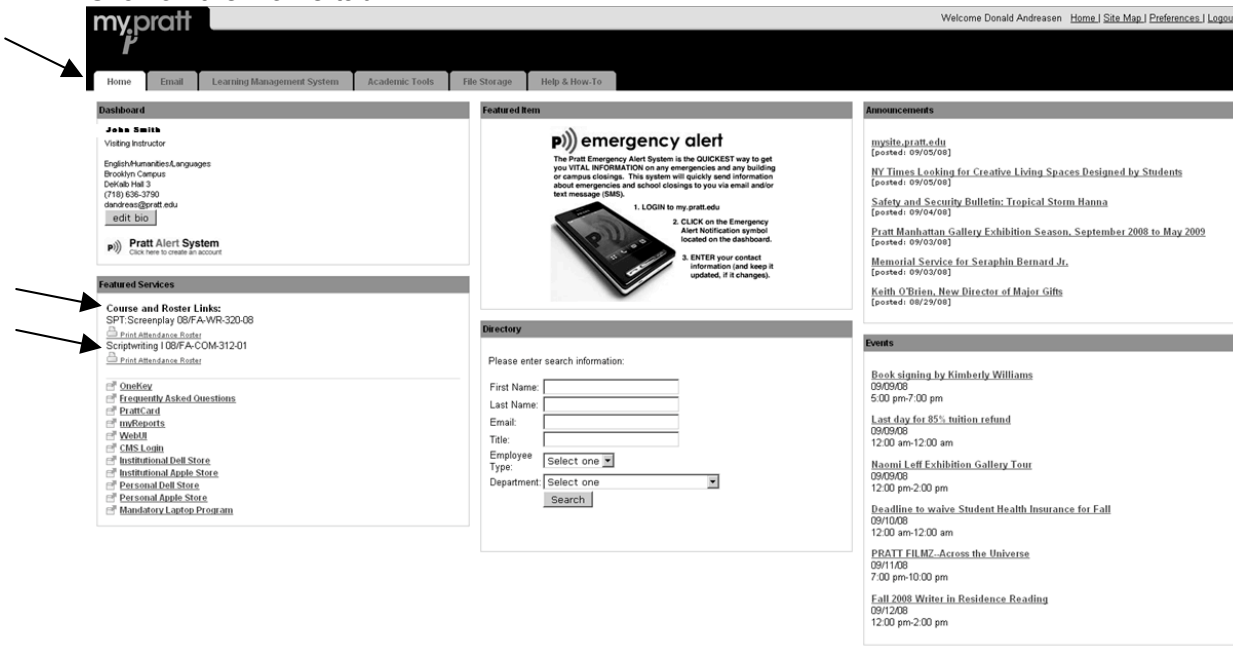 my.pratt
Welcome Donald Andreasen Home | Site Map | Preferences | Logou
Home Email Learning Management System Academic Tools File Storage Help & How-To
Dashboard
John Smith
Visiting Instructor
English/Humanities/Languages
Brooklyn Campus
DeKalb Hall 3
(718) 636-3790
dandreas@pratt.edu
edit bio
P))) Pratt Alert System
Click here to create an account
Featured Services
Course and Roster Links:
SPT:Screenplay 08/FA-WR-320-08
Print Attendance Roster
Scriptwriting I 08/FA-COM-312-01
Print Attendance Roster
OneKey
Frequently Asked Questions
PrattCard
myReports
WebUI
CMS Login
Institutional Dell Store
Institutional Apple Store
Personal Dell Store
Personal Apple Store
Mandatory Laptop Program
Featured Item
P))) emergency alert
The Pratt Emergency Alert System is the QUICKEST way to get
you VITAL INFORMATION on any emergencies and any building
or campus closings. This system will quickly send information
about emergencies and school closings to you via email and/or
text message (SMS).
1. LOGIN to my.pratt.edu
2. CLICK on the Emergency
Alert Notification symbol
located on the dashboard.
3. ENTER your contact
information (and keep it
updated, if it changes).
Directory
Please enter search information:
First Name:
Last Name:
Email:
Title:
Employee
Type: Select one
Department: Select one
Search
Announcements
mysite.pratt.edu
[posted: 09/05/08]
NY Times Looking for Creative Living Spaces Designed by Students
[posted: 09/05/08]
Safety and Security Bulletin: Tropical Storm Hanna
[posted: 09/04/08]
Pratt Manhattan Gallery Exhibition Season, September 2008 to May 2009
[posted: 09/03/08]
Memorial Service for Seraphin Bernard Jr.
[posted: 09/03/08]
Keith O'Brien, New Director of Major Gifts
[posted: 08/29/08]
Events
Book signing by Kimberly Williams
09/09/08
5:00 pm-7:00 pm
Last day for 85% tuition refund
09/09/08
12:00 am-12:00 am
Naomi Leff Exhibition Gallery Tour
09/09/08
12:00 pm-2:00 pm
Deadline to waive Student Health Insurance for Fall
09/10/08
12:00 am-12:00 am
PRATT FILMZ--Across the Universe
09/11/08
7:00 pm-10:00 pm
Fall 2008 Writer in Residence Reading
09/12/08
12:00 pm-2:00 pm